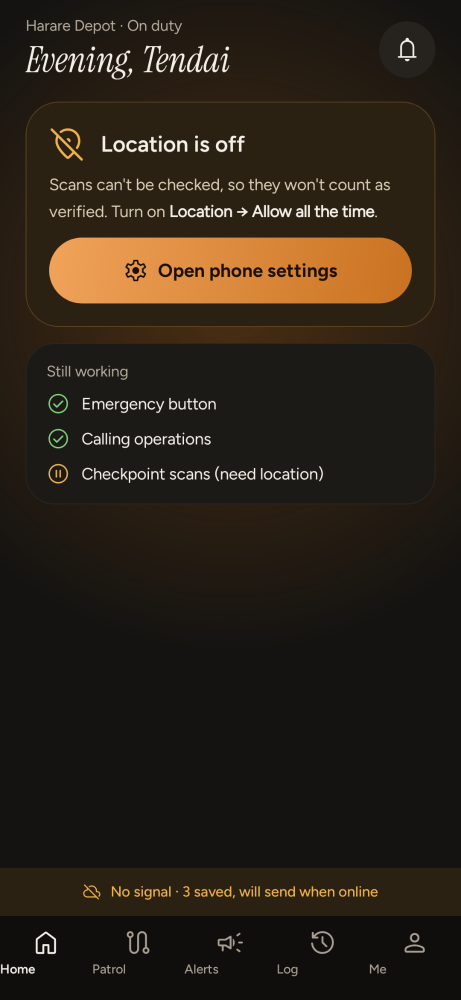 Harare Depot · On duty
Evening, Tendai
Location is off
Scans can't be checked, so they won't count as
verified. Turn on Location → Allow all the time.
Open phone settings
Still working
Emergency button
Calling operations
Checkpoint scans (need location)
No signal · 3 saved, will send when online
Home Patrol Alerts Log Me